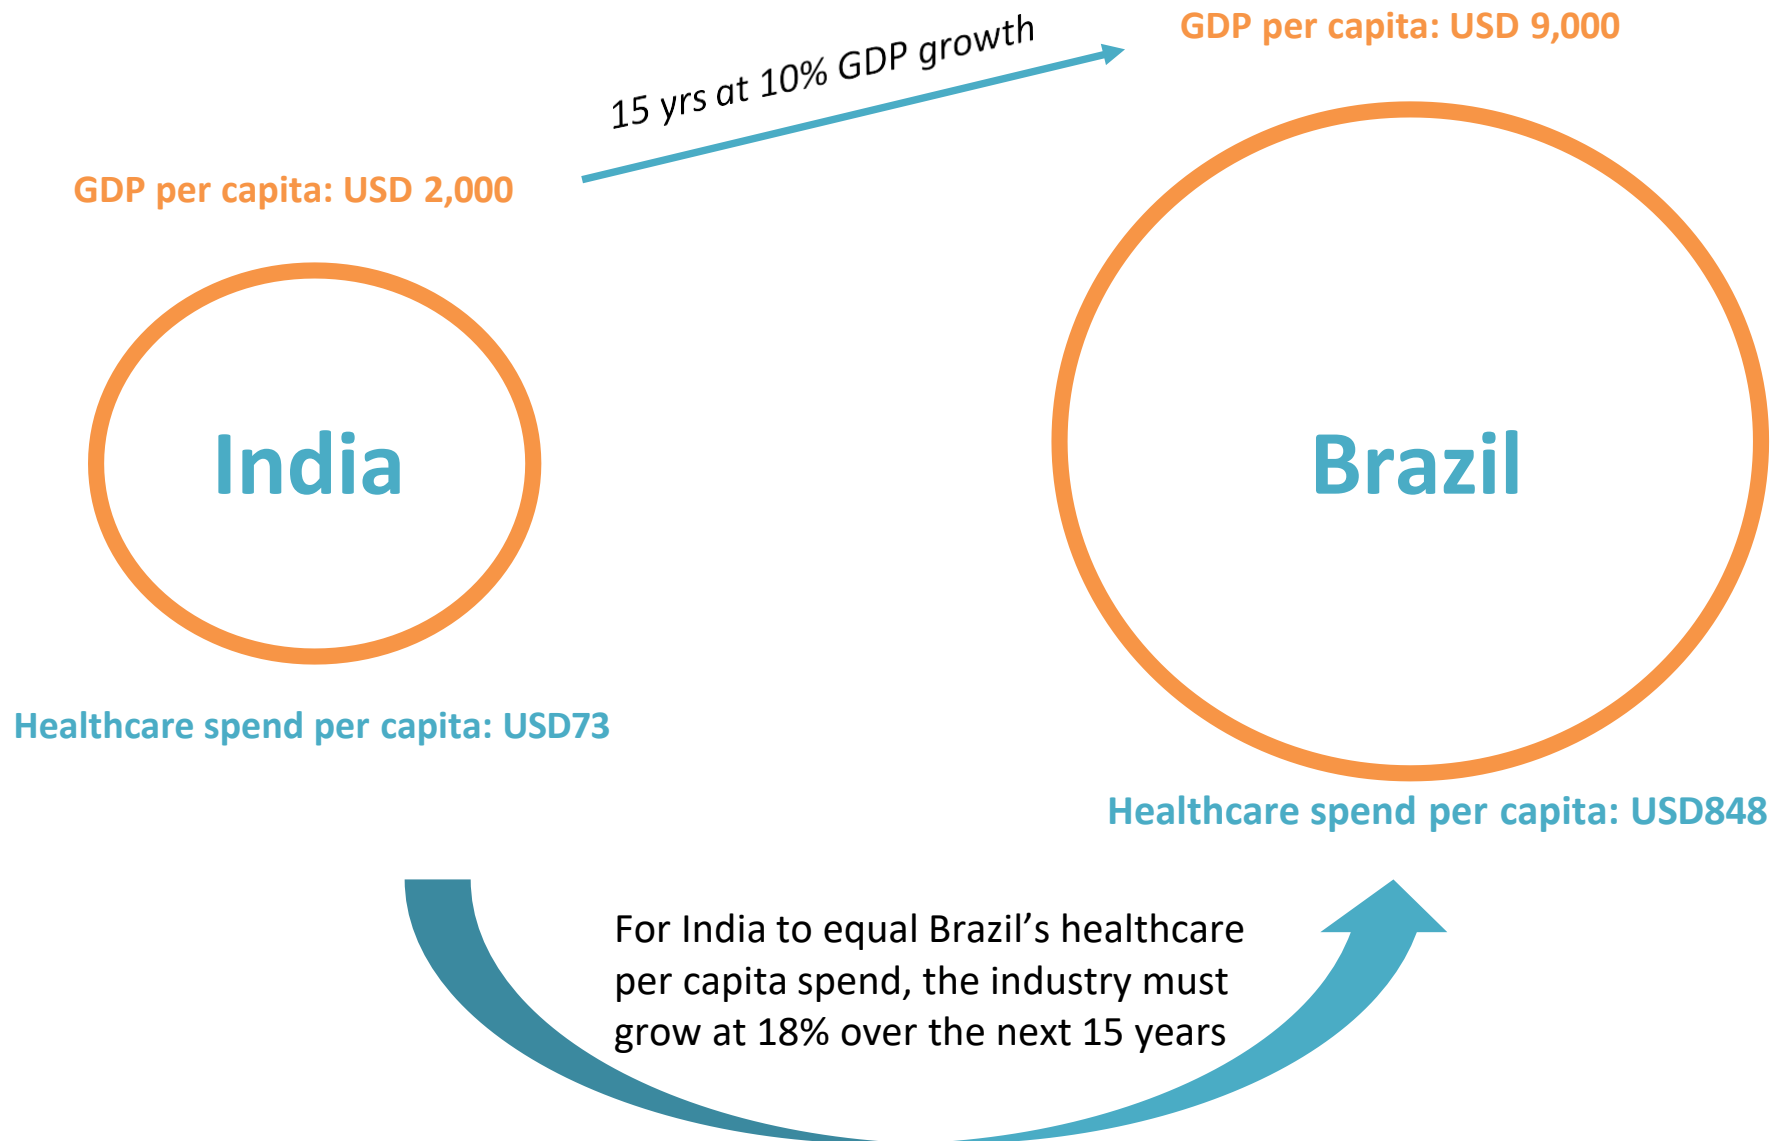 GDP per capita: USD 9,000
15 yrs at 10% GDP growth
GDP per capita: USD 2,000
India
Brazil
Healthcare spend per capita: USD73
Healthcare spend per capita: USD848
For India to equal Brazil’s healthcare
per capita spend, the industry must
grow at 18% over the next 15 years